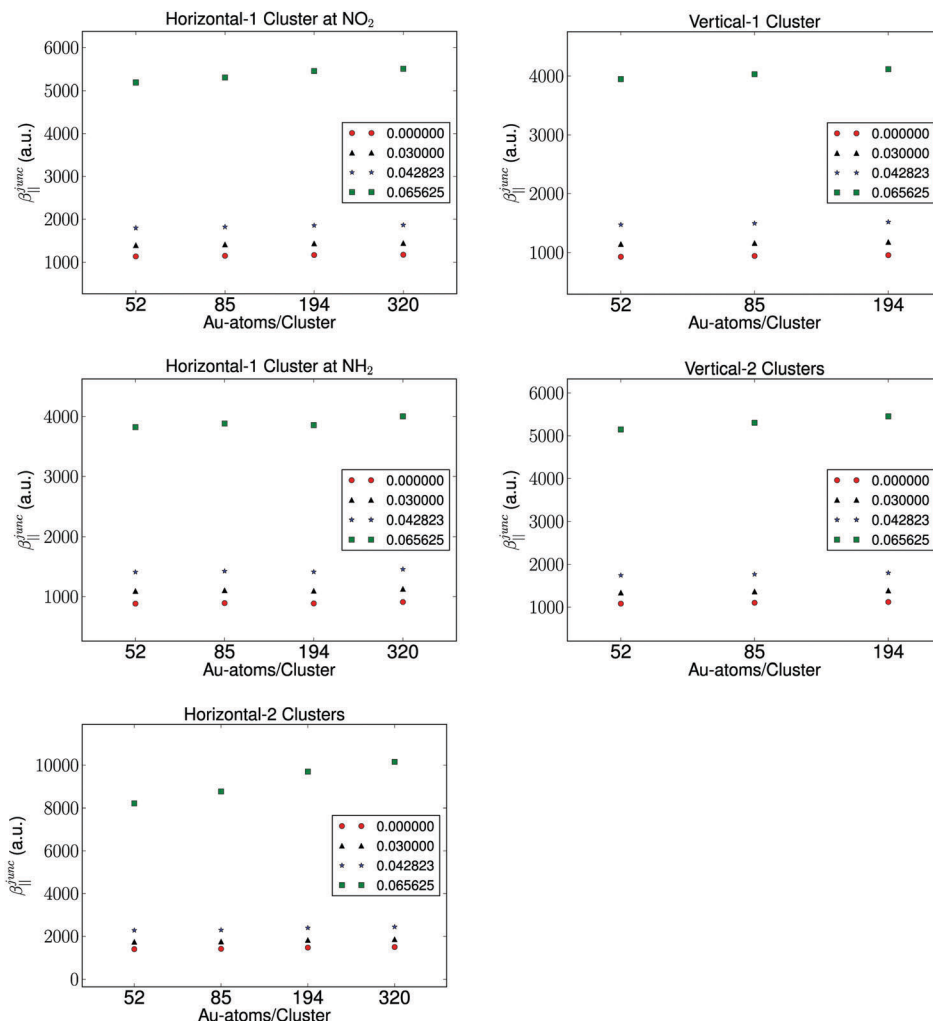 Horizontal-1 Cluster at NO₂
6000
5000
4000
3000
2000
1000
β∥^junc (a.u.)
0.000000
0.030000
0.042823
0.065625
52 85 194 320
Au-atoms/Cluster
Vertical-1 Cluster
4000
3000
2000
1000
β∥^junc (a.u.)
0.000000
0.030000
0.042823
0.065625
52 85 194
Au-atoms/Cluster
Horizontal-1 Cluster at NH₂
4000
3000
2000
1000
β∥^junc (a.u.)
0.000000
0.030000
0.042823
0.065625
52 85 194 320
Au-atoms/Cluster
Vertical-2 Clusters
6000
5000
4000
3000
2000
1000
β∥^junc (a.u.)
0.000000
0.030000
0.042823
0.065625
52 85 194
Au-atoms/Cluster
Horizontal-2 Clusters
10000
8000
6000
4000
2000
0
β∥^junc (a.u.)
0.000000
0.030000
0.042823
0.065625
52 85 194 320
Au-atoms/Cluster